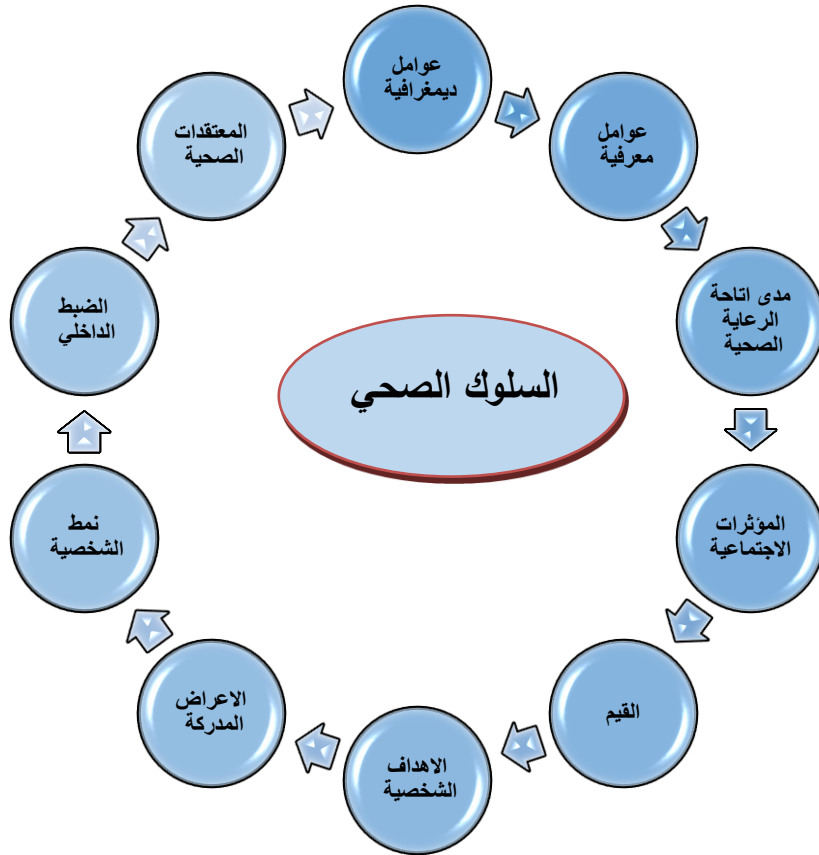 عوامل
ديمغرافية
عوامل
معرفية
مدى اتاحة
الرعاية
الصحية
المؤثرات
الاجتماعية
القيم
الاهداف
الشخصية
الاعراض
المدركة
نمط
الشخصية
الضبط
الداخلي
المعتقدات
الصحية
السلوك الصحي